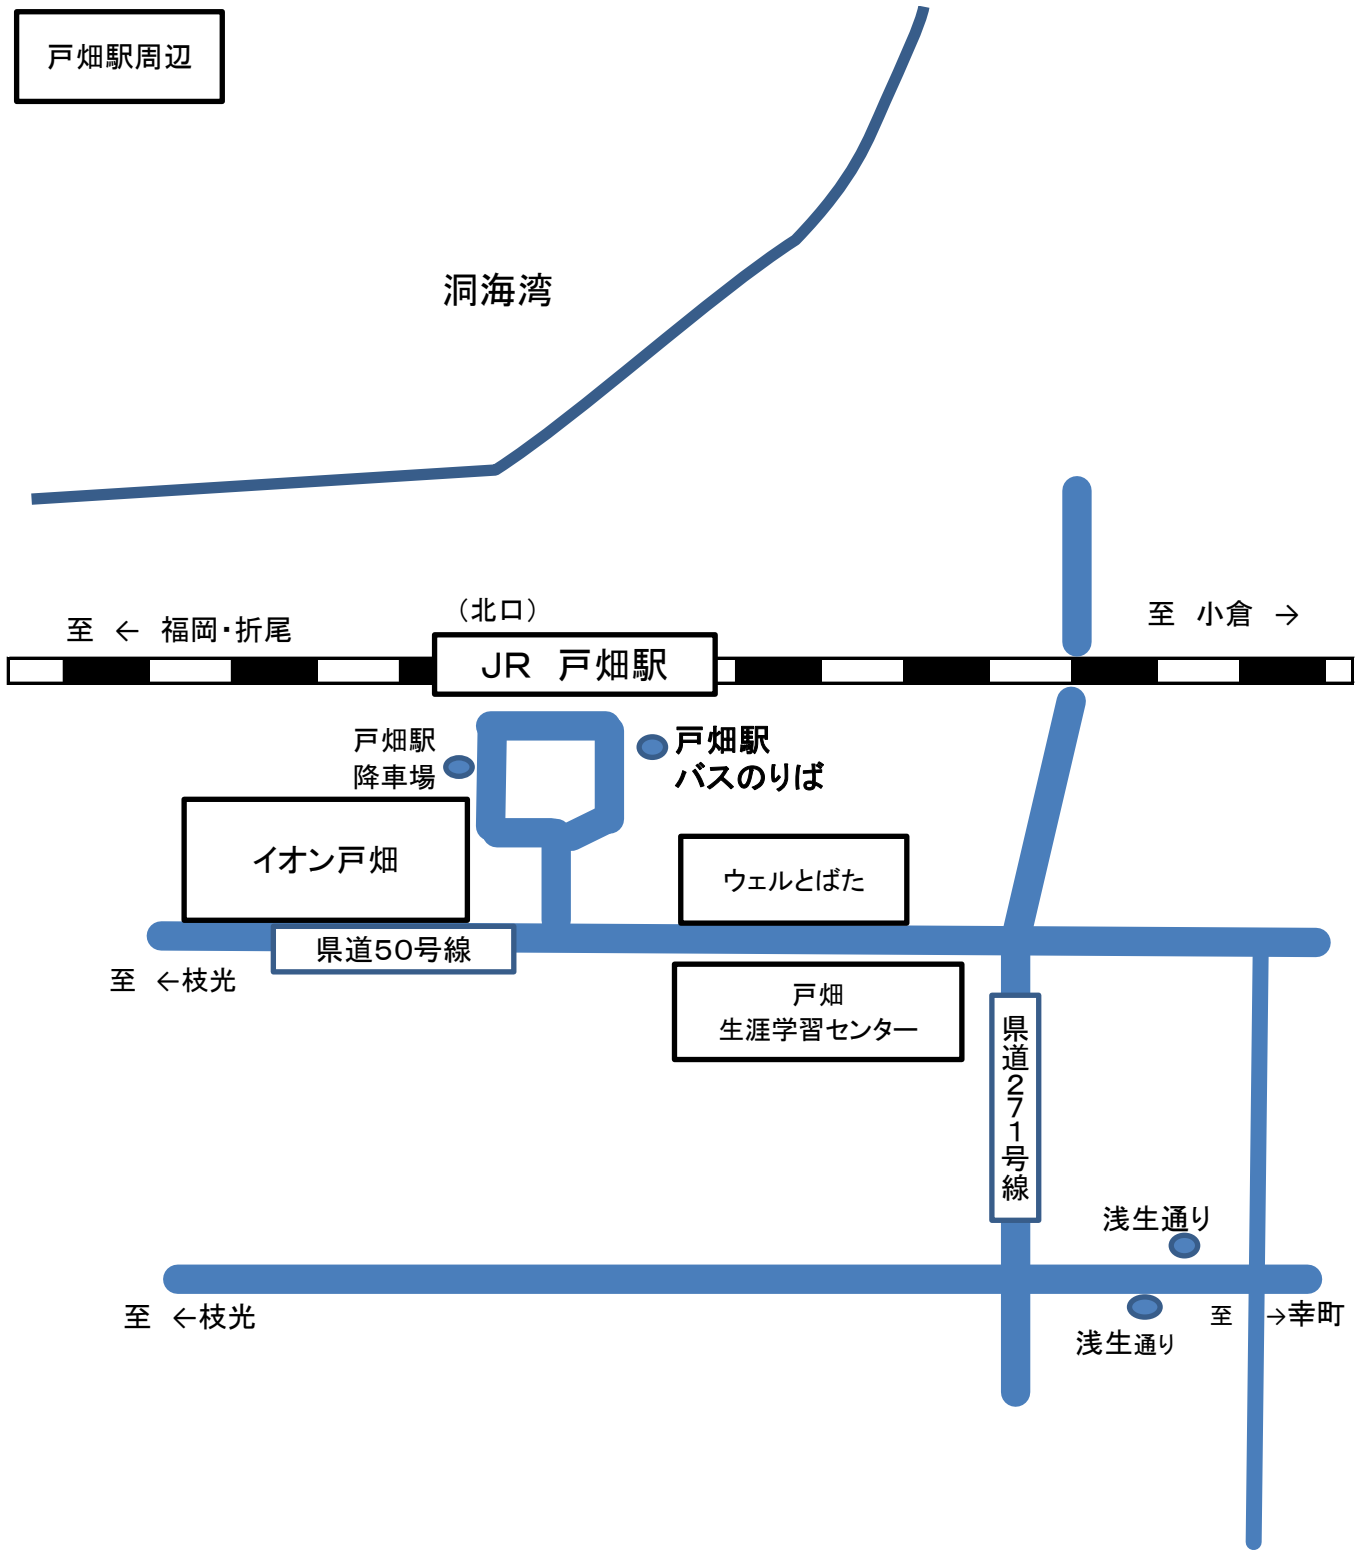 戸畑駅周辺
洞海湾
(北口)
至 ← 福岡・折尾
至 小倉 →
JR 戸畑駅
戸畑駅
降車場
戸畑駅
バスのりば
イオン戸畑
ウェルとばた
県道50号線
至 ←枝光
戸畑
生涯学習センター
県道271号線
浅生通り
至 ←枝光
至 →幸町
浅生通り